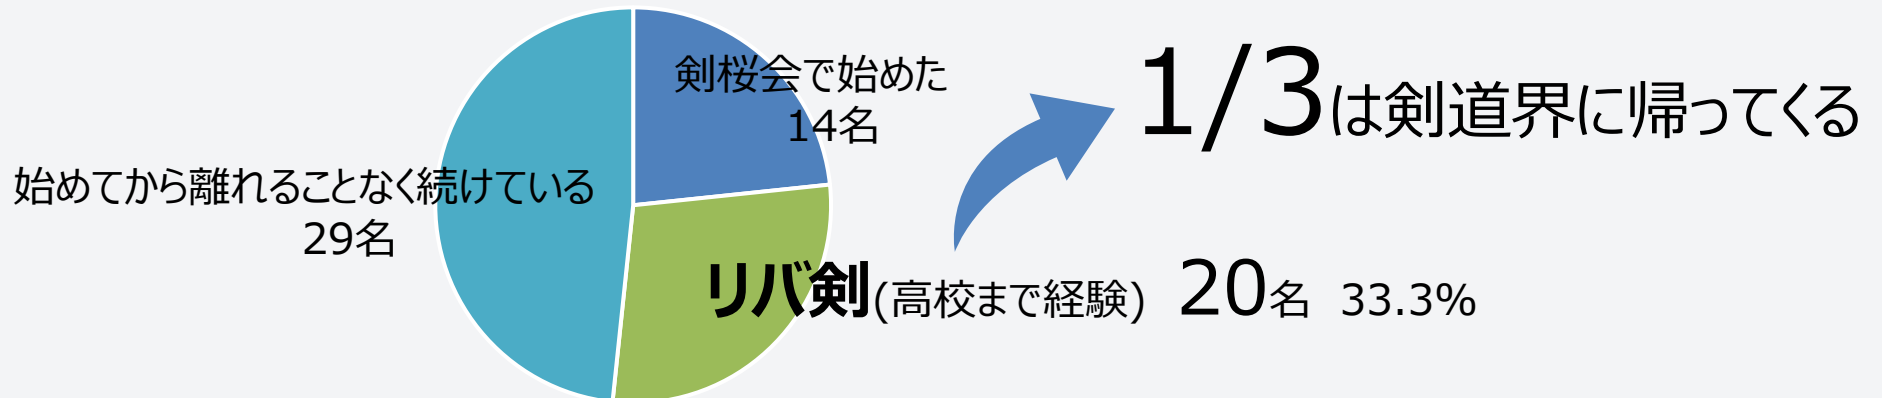 剣桜会で始めた
14名
1/3は剣道界に帰ってくる
始めてから離れることなく続けている
29名
リバ剣(高校まで経験) 20名 33.3%